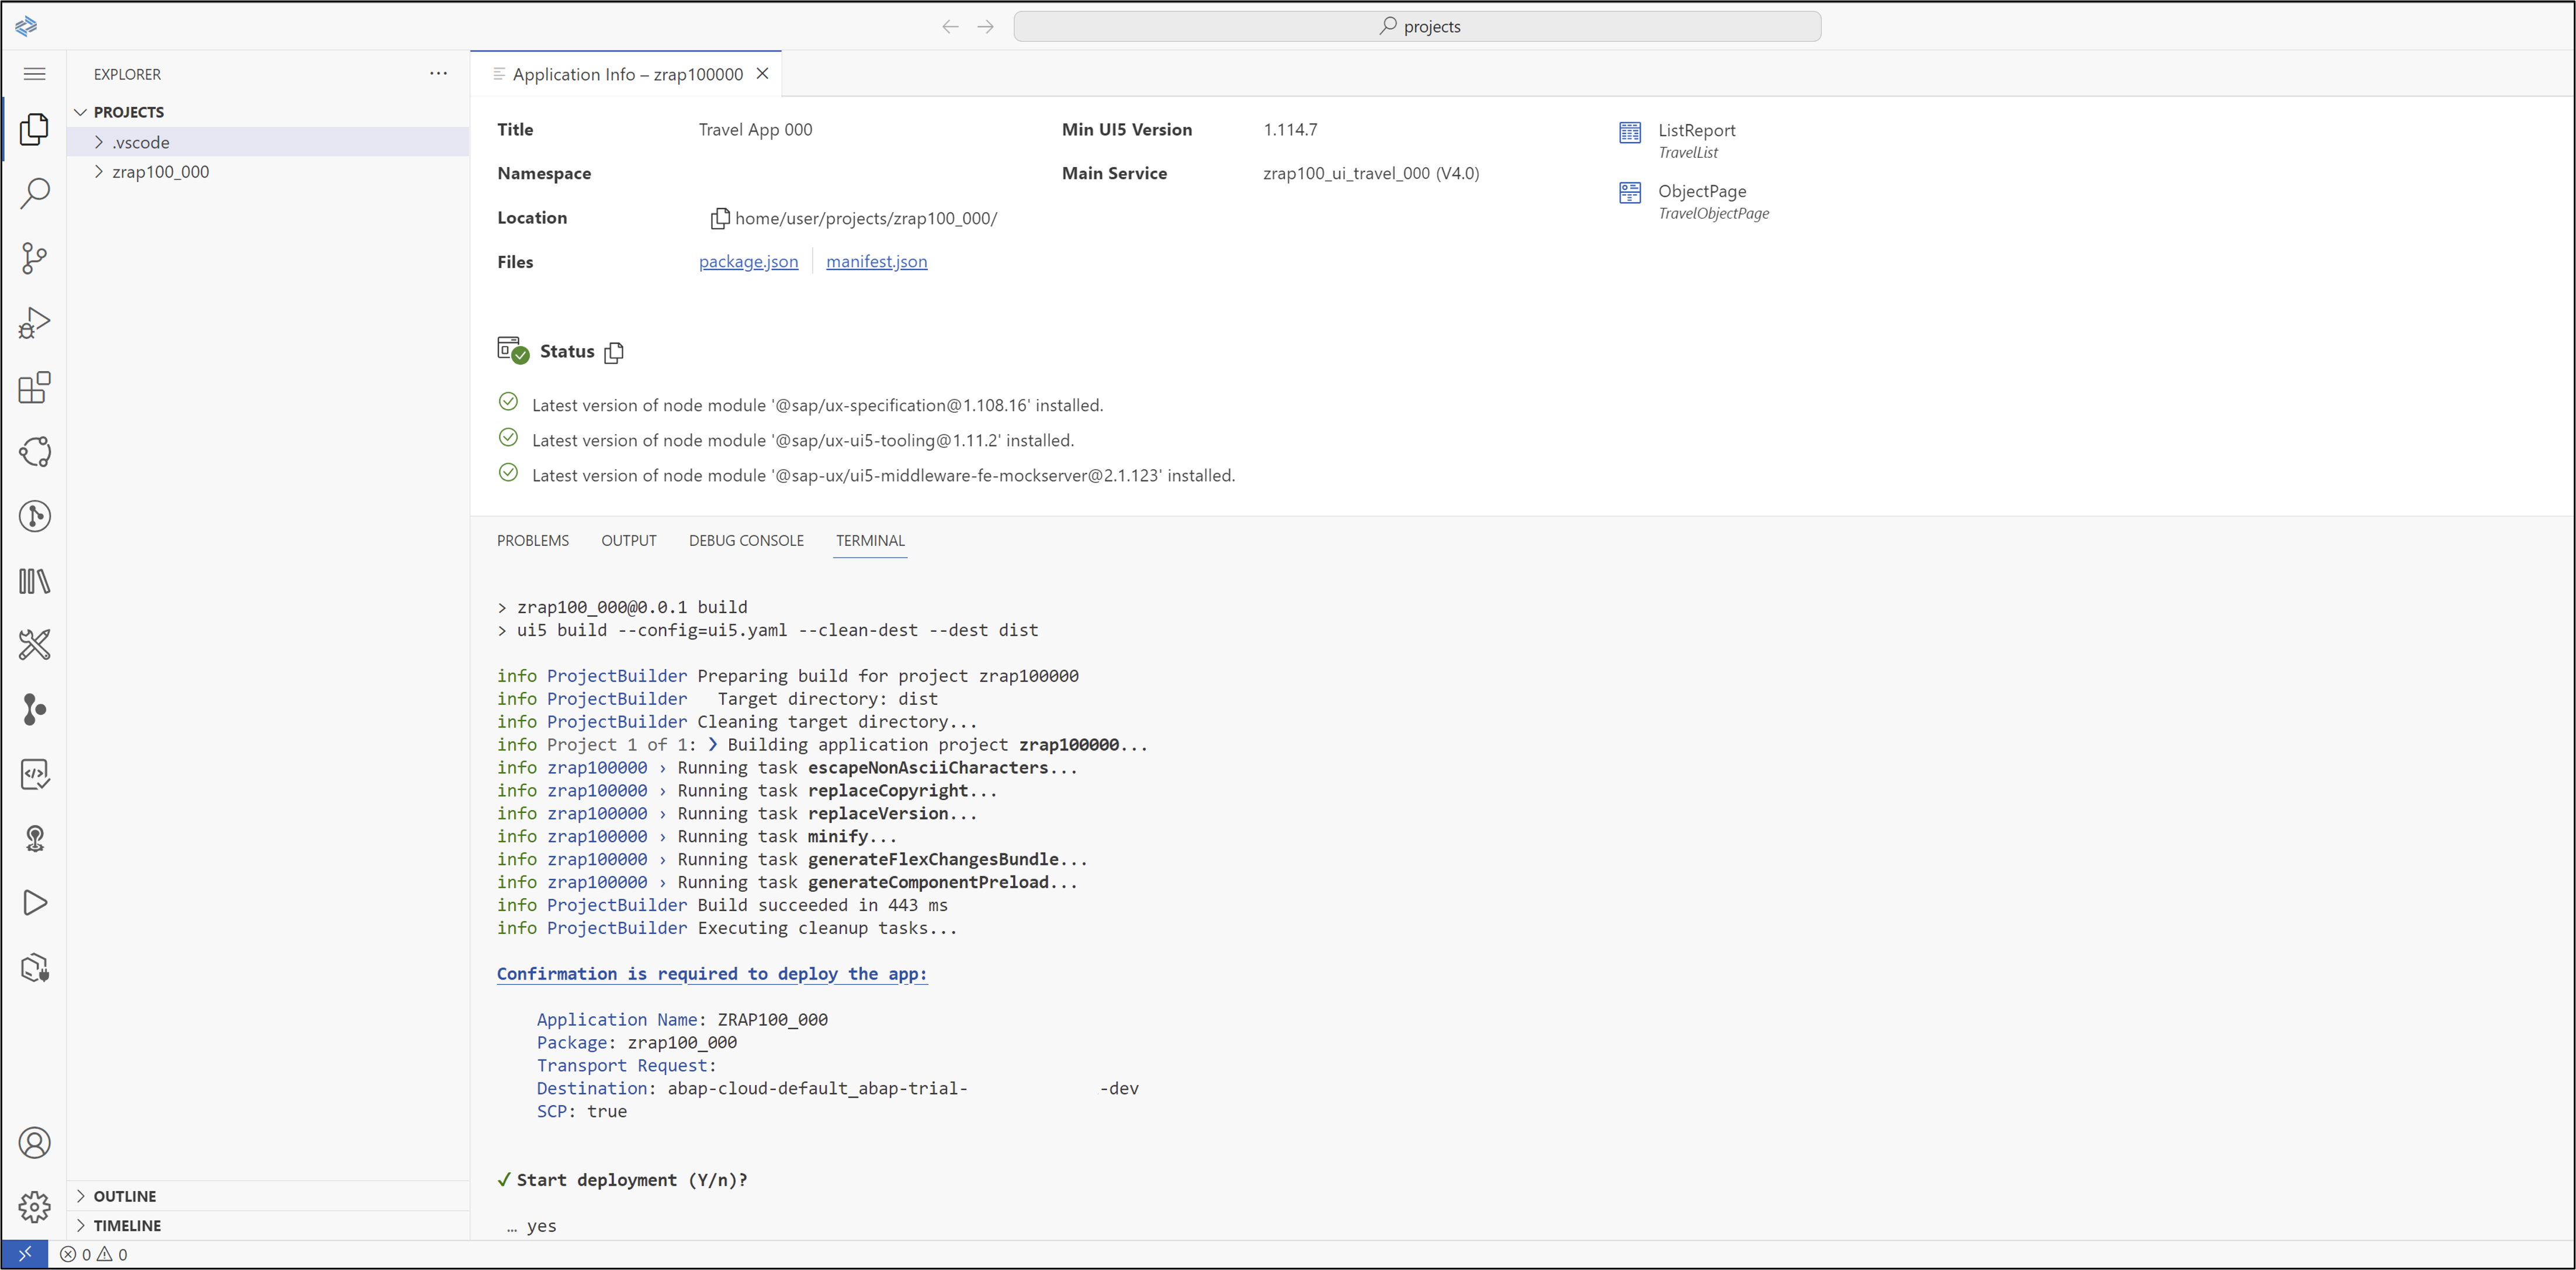 projects
EXPLORER
···
PROJECTS
.vscode
zrap100_000
OUTLINE
TIMELINE
Application Info – zrap100000
Title Travel App 000 Min UI5 Version 1.114.7
Namespace Main Service zrap100_ui_travel_000 (V4.0)
Location home/user/projects/zrap100_000/
Files package.json manifest.json
ListReport
TravelList
ObjectPage
TravelObjectPage
Status
Latest version of node module '@sap/ux-specification@1.108.16' installed.
Latest version of node module '@sap/ux-ui5-tooling@1.11.2' installed.
Latest version of node module '@sap-ux/ui5-middleware-fe-mockserver@2.1.123' installed.
PROBLEMS OUTPUT DEBUG CONSOLE TERMINAL
> zrap100_000@0.0.1 build
> ui5 build --config=ui5.yaml --clean-dest --dest dist
info ProjectBuilder Preparing build for project zrap100000
info ProjectBuilder Target directory: dist
info ProjectBuilder Cleaning target directory...
info Project 1 of 1: ❯ Building application project zrap100000...
info zrap100000 › Running task escapeNonAsciiCharacters...
info zrap100000 › Running task replaceCopyright...
info zrap100000 › Running task replaceVersion...
info zrap100000 › Running task minify...
info zrap100000 › Running task generateFlexChangesBundle...
info zrap100000 › Running task generateComponentPreload...
info ProjectBuilder Build succeeded in 443 ms
info ProjectBuilder Executing cleanup tasks...
Confirmation is required to deploy the app:
Application Name: ZRAP100_000
Package: zrap100_000
Transport Request:
Destination: abap-cloud-default_abap-trial- -dev
SCP: true
✓ Start deployment (Y/n)?
… yes
0 0